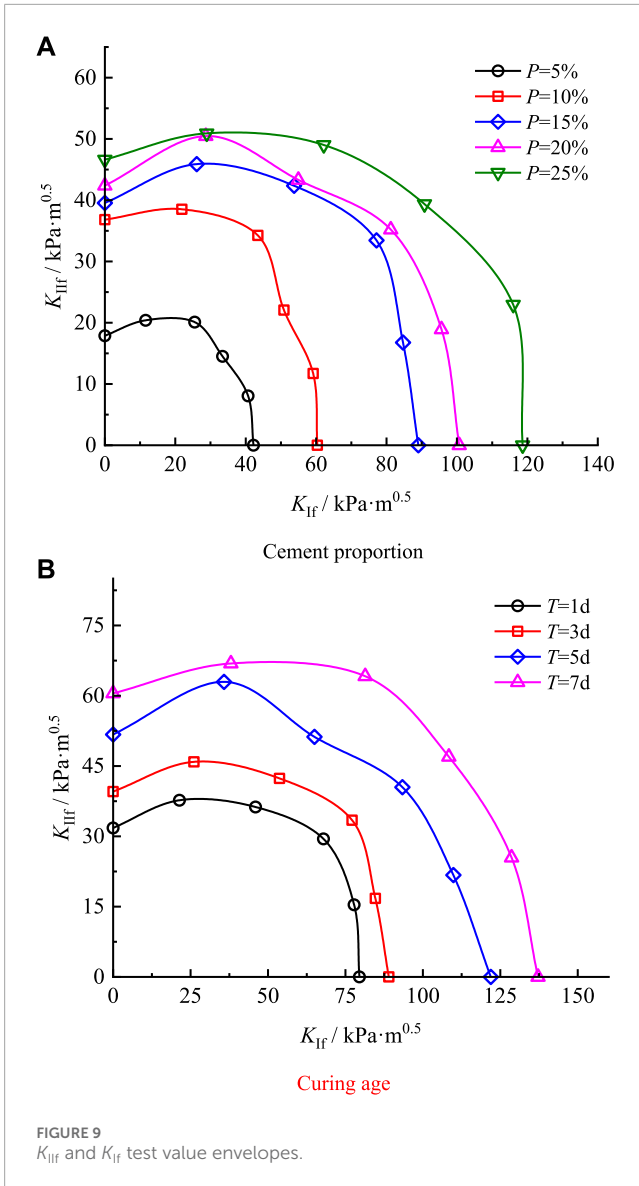 A
60
50
40
30
20
10
0
K_IIf / kPa·m^0.5
P=5%
P=10%
P=15%
P=20%
P=25%
0 20 40 60 80 100 120 140
K_If / kPa·m^0.5
Cement proportion
B
75
60
45
30
15
0
K_IIf / kPa·m^0.5
T=1d
T=3d
T=5d
T=7d
0 25 50 75 100 125 150
K_If / kPa·m^0.5
Curing age
FIGURE 9
K_IIf and K_If test value envelopes.